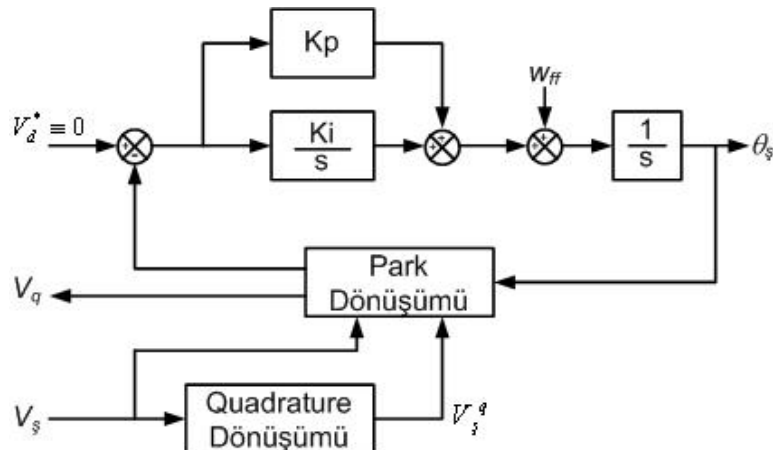 Kp
w_ff
V_d^* ≡ 0
Ki
s
1
s
θ_ş
Park
Dönüşümü
V_q
V_ş
Quadrature
Dönüşümü
V_ş^q